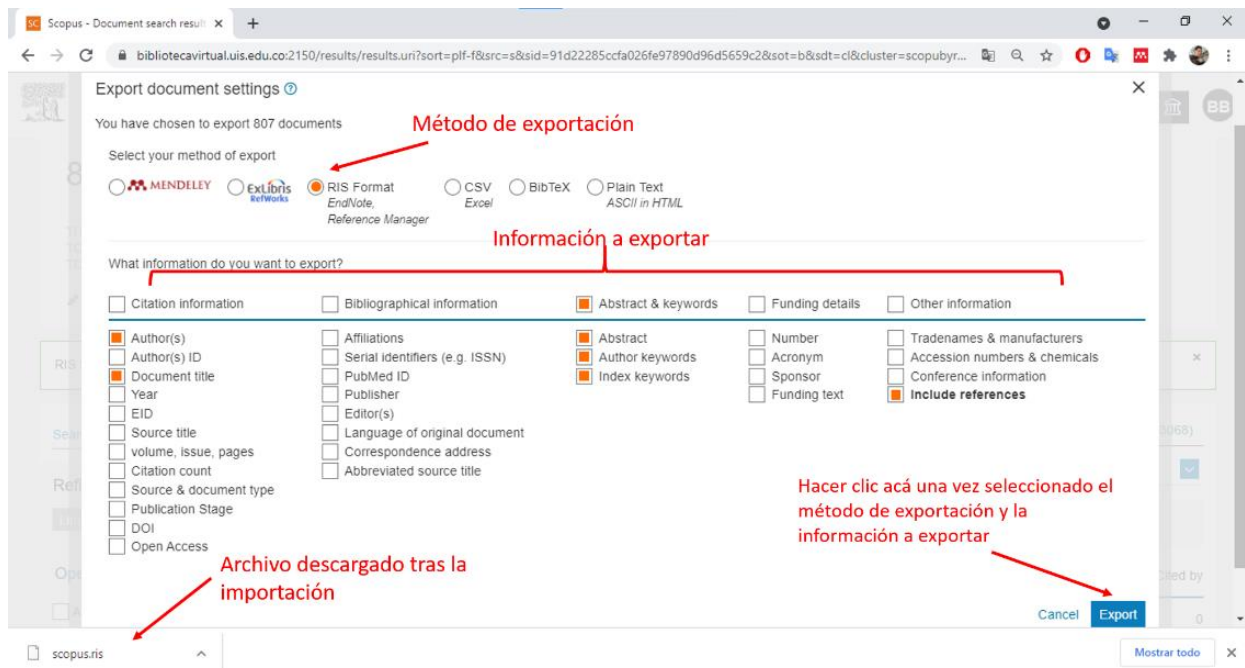 SC Scopus - Document search result
bibliotecavirtual.uis.edu.co:2150/results/results.uri?sort=plf-f&src=s&sid=91d22285ccfa026fe97890d96d5659c2&sot=b&sdt=cl&cluster=scopubyr...
Export document settings
You have chosen to export 807 documents
Método de exportación
Select your method of export
MENDELEY ExLibris RefWorks RIS Format CSV BibTeX Plain Text
EndNote, Excel ASCII in HTML
Reference Manager
Información a exportar
What information do you want to export?
Citation information Bibliographical information Abstract & keywords Funding details Other information
Author(s) Affiliations Abstract Number Tradenames & manufacturers
Author(s) ID Serial identifiers (e.g. ISSN) Author keywords Acronym Accession numbers & chemicals
Document title PubMed ID Index keywords Sponsor Conference information
Year Publisher Funding text Include references
EID Editor(s)
Source title Language of original document
volume, issue, pages Correspondence address
Citation count Abbreviated source title
Source & document type
Publication Stage
DOI
Open Access
Hacer clic acá una vez seleccionado el
método de exportación y la
información a exportar
Archivo descargado tras la
importación
BB
RIS
3068)
cited by
0
Cancel Export
scopus.ris Mostrar todo